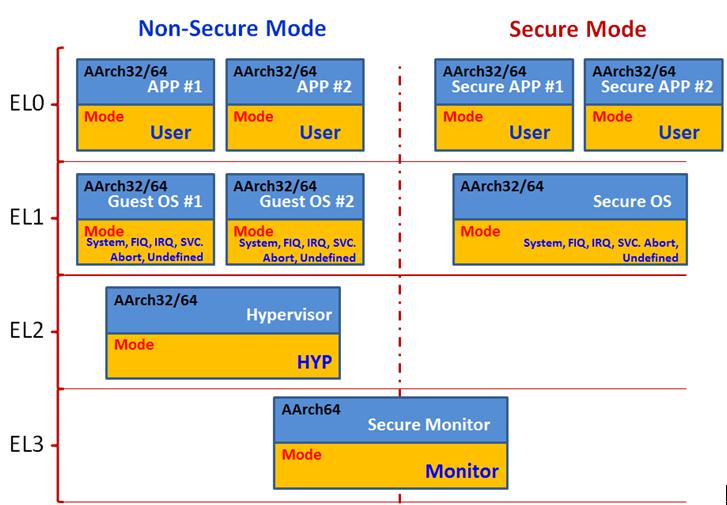 Non-Secure Mode
Secure Mode
EL0
AArch32/64
APP #1
Mode
User
AArch32/64
APP #2
Mode
User
AArch32/64
Secure APP #1
Mode
User
AArch32/64
Secure APP #2
Mode
User
EL1
AArch32/64
Guest OS #1
Mode
System, FIQ, IRQ, SVC.
Abort, Undefined
AArch32/64
Guest OS #2
Mode
System, FIQ, IRQ, SVC.
Abort, Undefined
AArch32/64
Secure OS
Mode
System, FIQ, IRQ, SVC. Abort,
Undefined
EL2
AArch32/64
Hypervisor
Mode
HYP
EL3
AArch64
Secure Monitor
Mode
Monitor